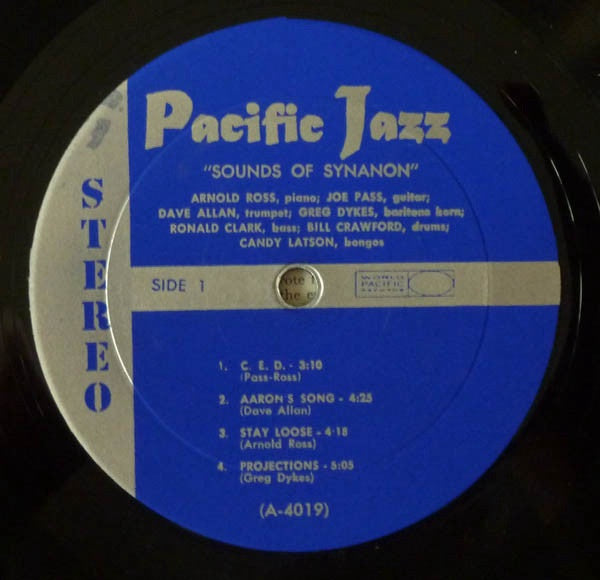 Pacific Jazz
"SOUNDS OF SYNANON"
ARNOLD ROSS, piano; JOE PASS, guitar;
DAVE ALLAN, trumpet; GREG DYKES, baritone horn;
RONALD CLARK, bass; BILL CRAWFORD, drums;
CANDY LATSON, bongos
STEREO
SIDE 1
WORLD
PACIFIC
RECORDS
the
1. C. E. D. - 3:10
(Pass-Ross)
2. AARON'S SONG - 4:25
(Dave Allan)
3. STAY LOOSE - 4:18
(Arnold Ross)
4. PROJECTIONS - 5:05
(Greg Dykes)
(A-4019)